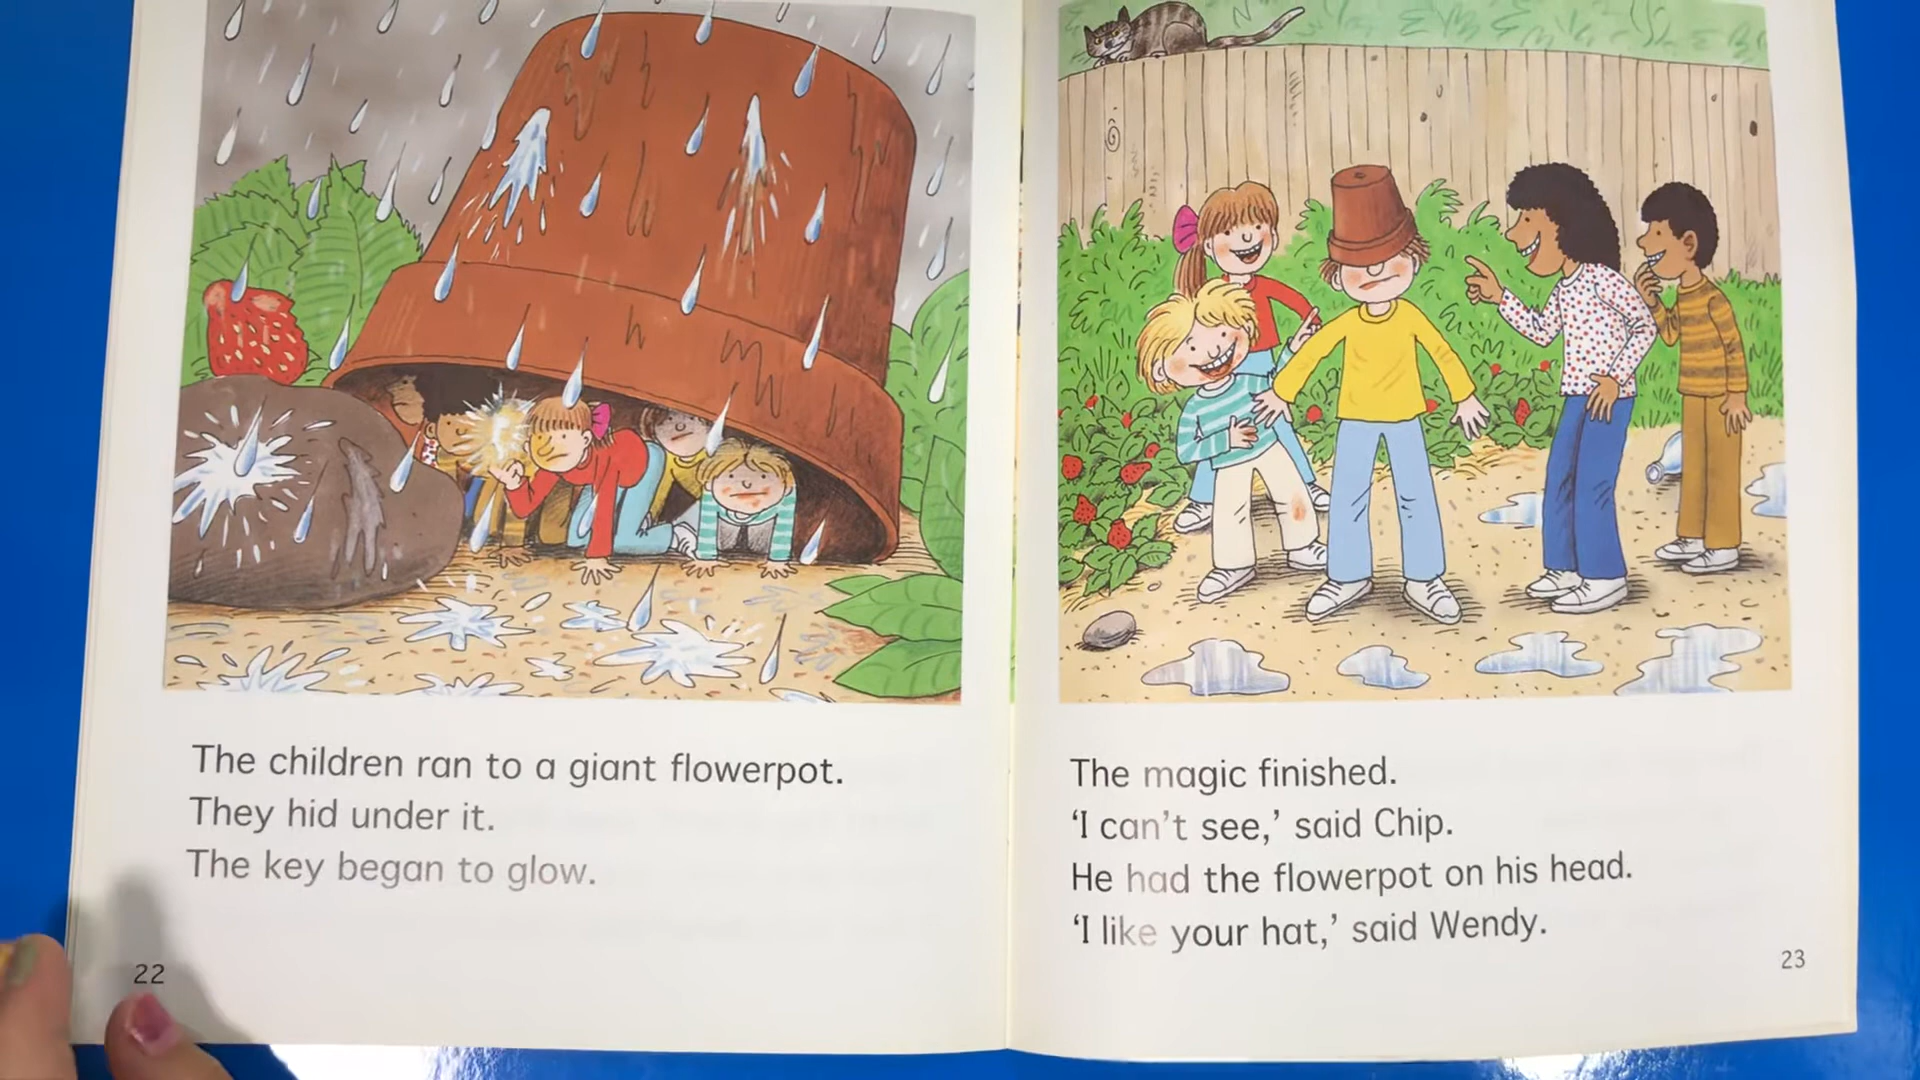 The children ran to a giant flowerpot.
They hid under it.
The key began to glow.
22
The magic finished.
‘I can’t see,’ said Chip.
He had the flowerpot on his head.
‘I like your hat,’ said Wendy.
23